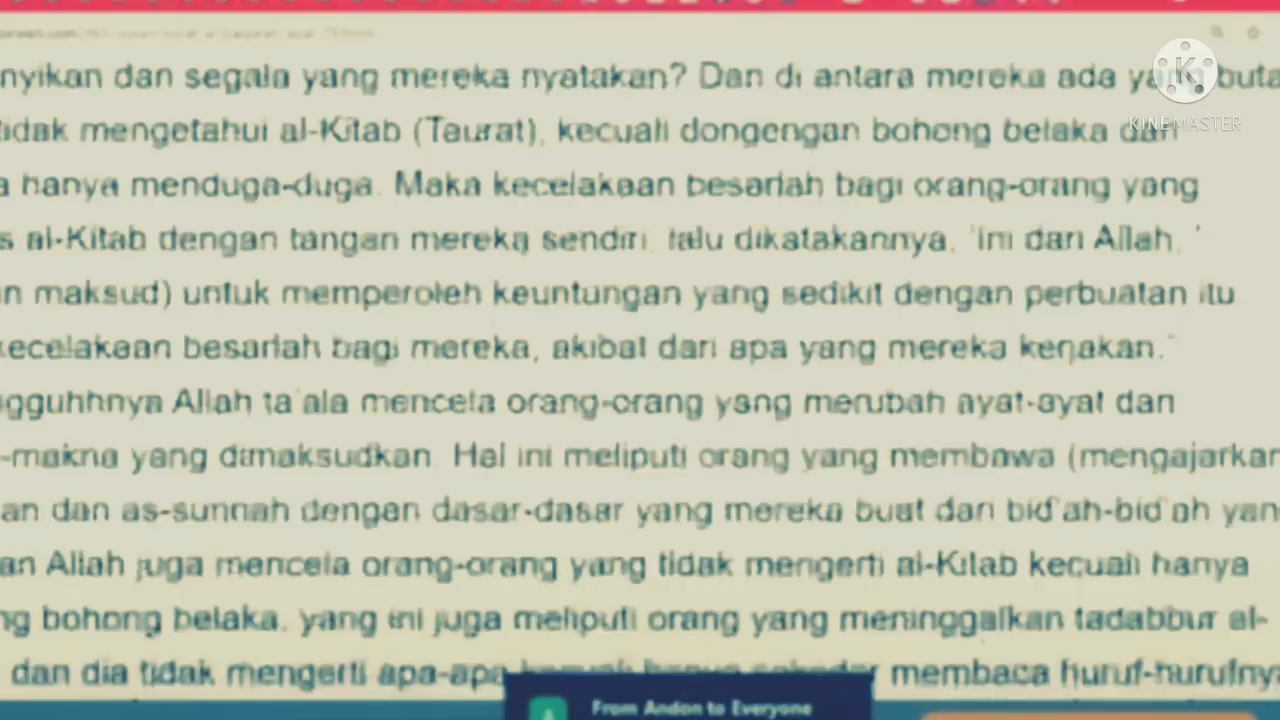 nyikan dan segala yang mereka nyatakan? Dan di antara mereka ada yang buta
tidak mengetahui al-Kitab (Taurat), kecuali dongengan bohong belaka dan
a hanya menduga-duga. Maka kecelakaan besarlah bagi orang-orang yang
s al-Kitab dengan tangan mereka sendiri, lalu dikatakannya, 'Ini dari Allah, '
n maksud) untuk memperoleh keuntungan yang sedikit dengan perbuatan itu
kecelakaan besarlah bagi mereka, akibat dari apa yang mereka kerjakan."
ngguhhnya Allah ta'ala mencela orang-orang yang merubah ayat-ayat dan
-makna yang dimaksudkan. Hal ini meliputi orang yang membawa (mengajarkan
an dan as-sunnah dengan dasar-dasar yang mereka buat dari bid'ah-bid'ah yan
an Allah juga mencela orang-orang yang tidak mengerti al-Kitab kecuali hanya
ng bohong belaka, yang ini juga meliputi orang yang meninggalkan tadabbur al-
dan dia tidak mengerti apa-apa kecuali hanya sekedar membaca huruf-hurufny
From Andon to Everyone
A
KINEMASTER